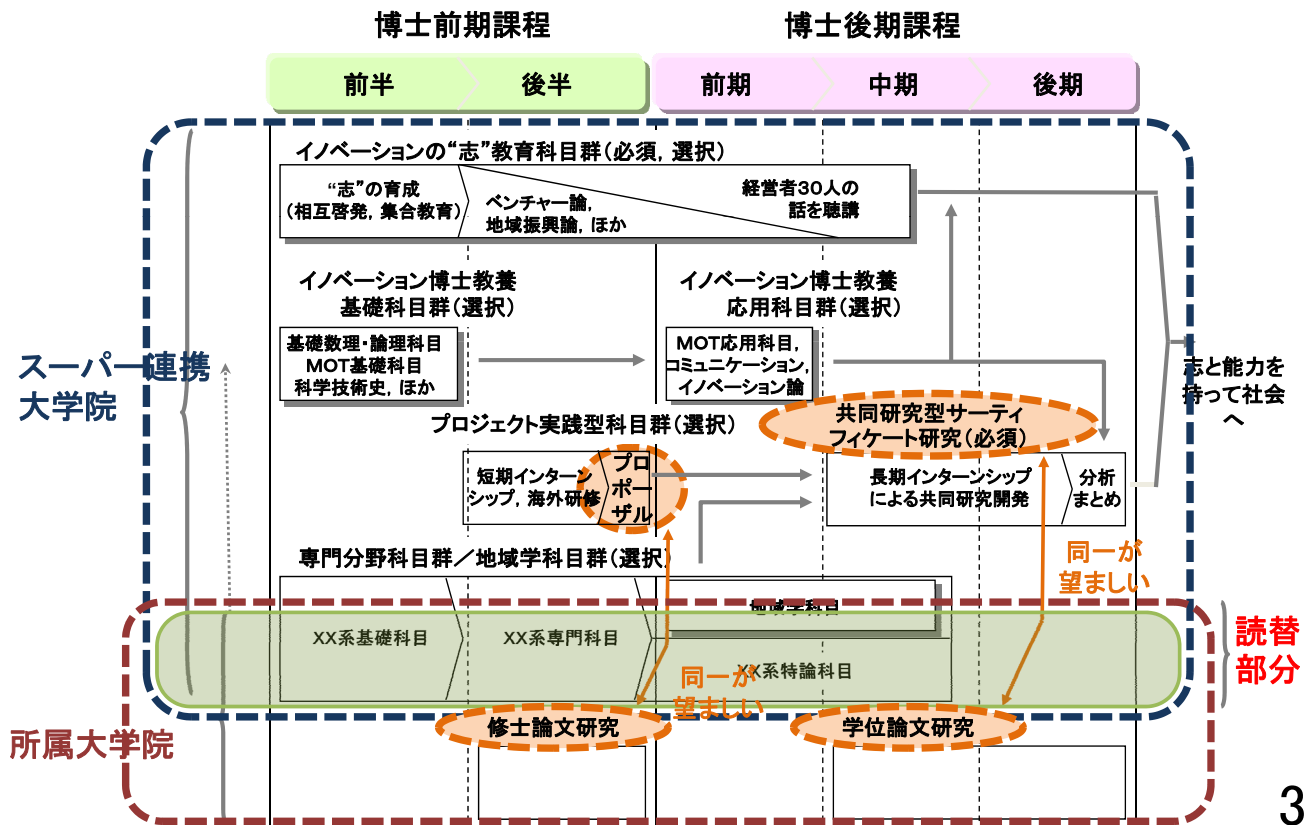 博士前期課程
博士後期課程
前半
後半
前期
中期
後期
イノベーションの“志”教育科目群(必須, 選択)
“志”の育成
(相互啓発, 集合教育)
ベンチャー論,
地域振興論, ほか
経営者30人の
話を聴講
イノベーション博士教養
基礎科目群(選択)
イノベーション博士教養
応用科目群(選択)
基礎数理・論理科目
MOT基礎科目
科学技術史, ほか
MOT応用科目,
コミュニケーション,
イノベーション論
スーパー連携
大学院
志と能力を
持って社会
へ
プロジェクト実践型科目群(選択)
共同研究型サーティ
フィケート研究(必須)
短期インターン
シップ, 海外研修
プロ
ポー
ザル
長期インターンシップ
による共同研究開発
分析
まとめ
専門分野科目群/地域学科目群(選択)
同一が
望ましい
地域学科目
XX系基礎科目
XX系専門科目
XX系特論科目
読替
部分
同一が
望ましい
修士論文研究
学位論文研究
所属大学院
3